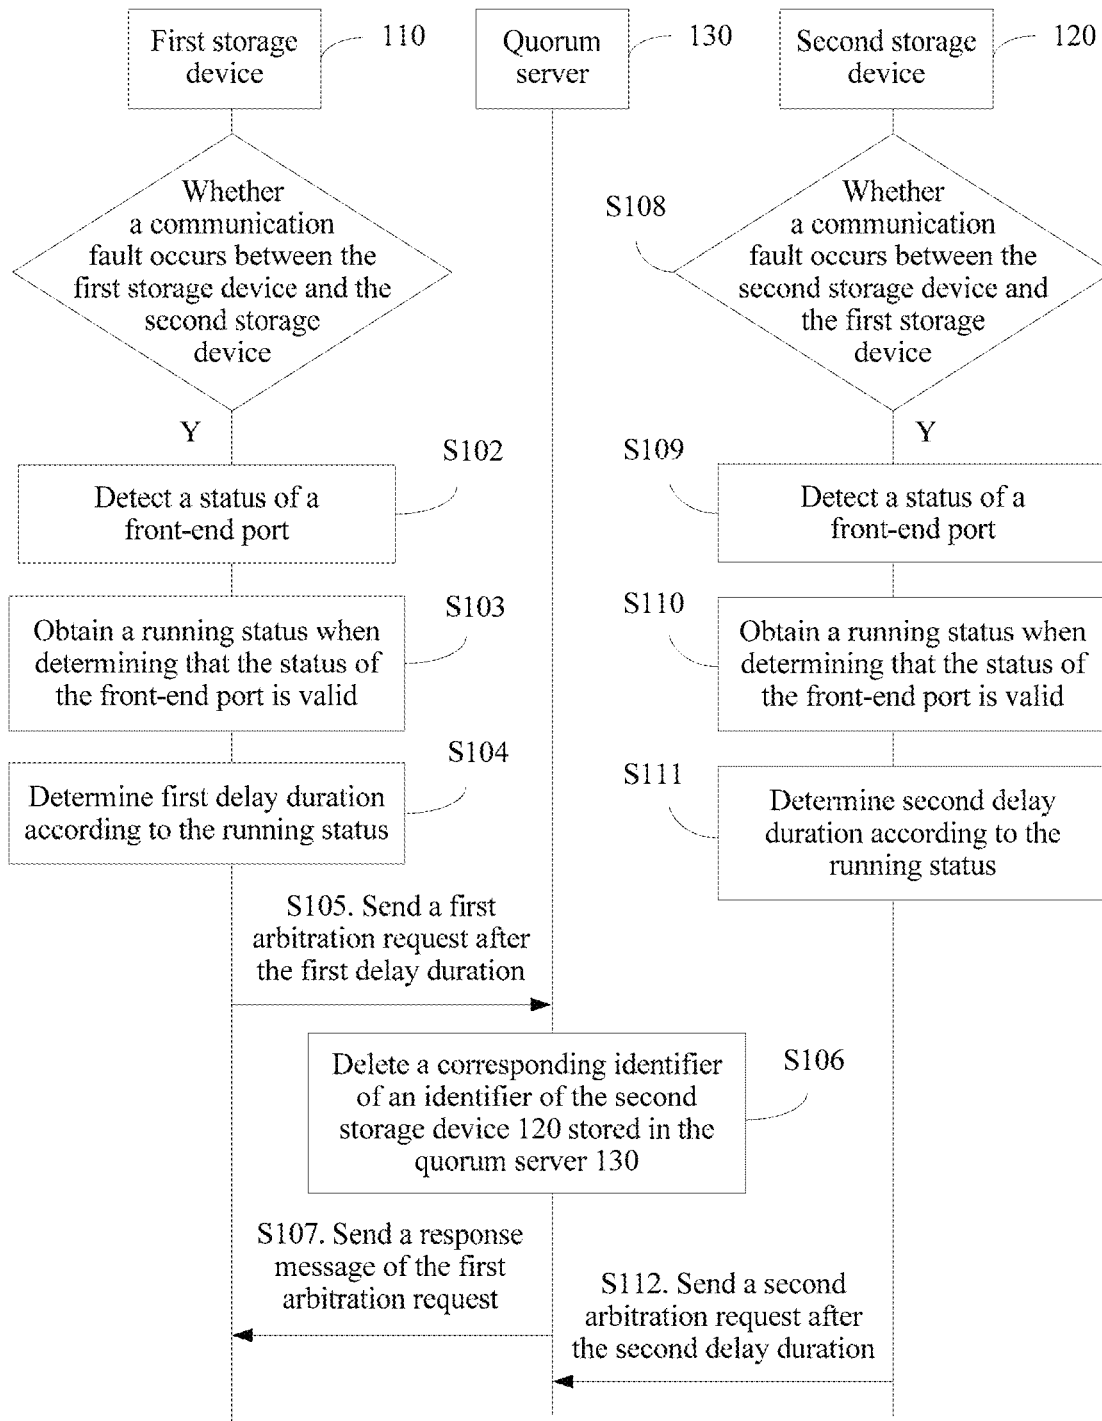 First storage
device
110
Quorum
server
130
Second storage
device
120
Whether
a communication
fault occurs between the
first storage device and the
second storage
device
S108
Whether
a communication
fault occurs between the
second storage device and
the first storage
device
Y
Y
S102
Detect a status of a
front-end port
S109
Detect a status of a
front-end port
S103
Obtain a running status when
determining that the status of
the front-end port is valid
S110
Obtain a running status when
determining that the status of
the front-end port is valid
S104
Determine first delay duration
according to the running status
S111
Determine second delay
duration according to the
running status
S105. Send a first
arbitration request after
the first delay duration
Delete a corresponding identifier
of an identifier of the second
storage device 120 stored in the
quorum server 130
S106
S107. Send a response
message of the first
arbitration request
S112. Send a second
arbitration request after
the second delay duration